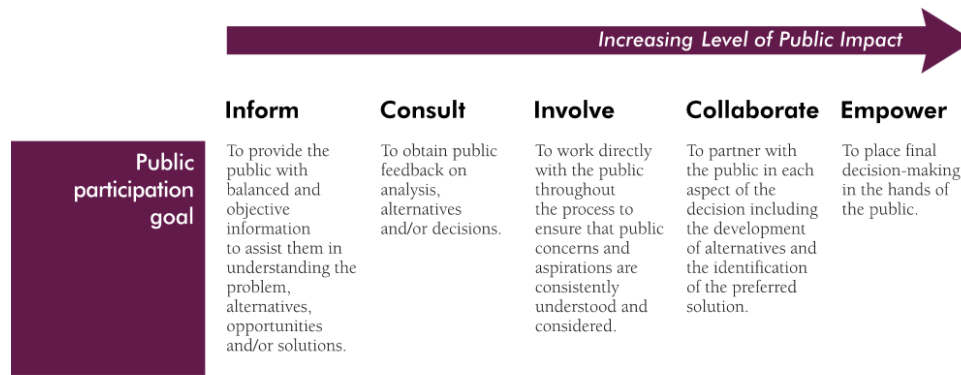 Increasing Level of Public Impact
Inform
Consult
Involve
Collaborate
Empower
Public
participation
goal
To provide the
public with
balanced and
objective
information
to assist them in
understanding the
problem,
alternatives,
opportunities
and/or solutions.
To obtain public
feedback on
analysis,
alternatives
and/or decisions.
To work directly
with the public
throughout
the process to
ensure that public
concerns and
aspirations are
consistently
understood and
considered.
To partner with
the public in each
aspect of the
decision including
the development
of alternatives and
the identification
of the preferred
solution.
To place final
decision-making
in the hands of
the public.